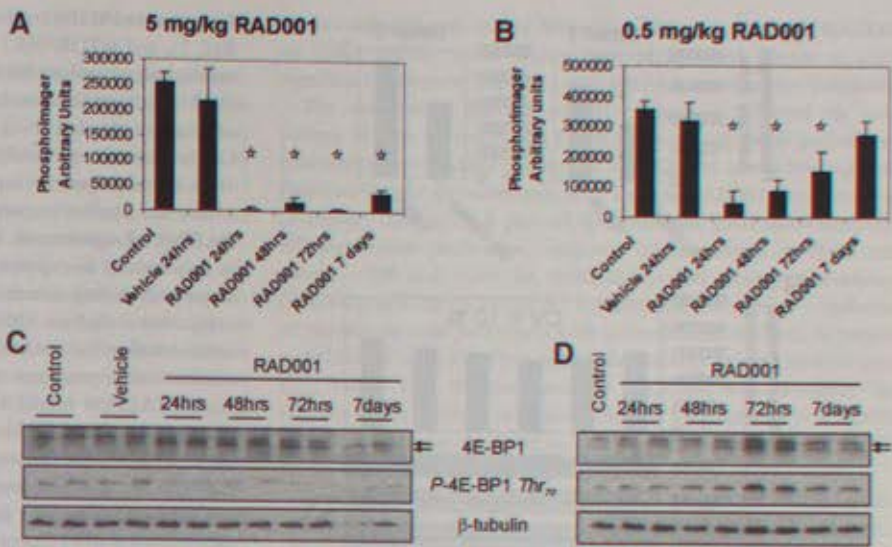 A
5 mg/kg RAD001
Phosphoimager
Arbitrary Units
300000
250000
200000
150000
100000
50000
0
☆ ☆ ☆ ☆
Control
Vehicle 24hrs
RAD001 24hrs
RAD001 48hrs
RAD001 72hrs
RAD001 7 days
B
0.5 mg/kg RAD001
Phosphorimager
Arbitrary units
500000
400000
300000
200000
100000
0
☆ ☆ ☆
Control
Vehicle 24hrs
RAD001 24hrs
RAD001 48hrs
RAD001 72hrs
RAD001 7 days
C
Control
Vehicle
RAD001
24hrs 48hrs 72hrs 7days
4E-BP1
P-4E-BP1 Thr70
β-tubulin
D
Control
RAD001
24hrs 48hrs 72hrs 7days